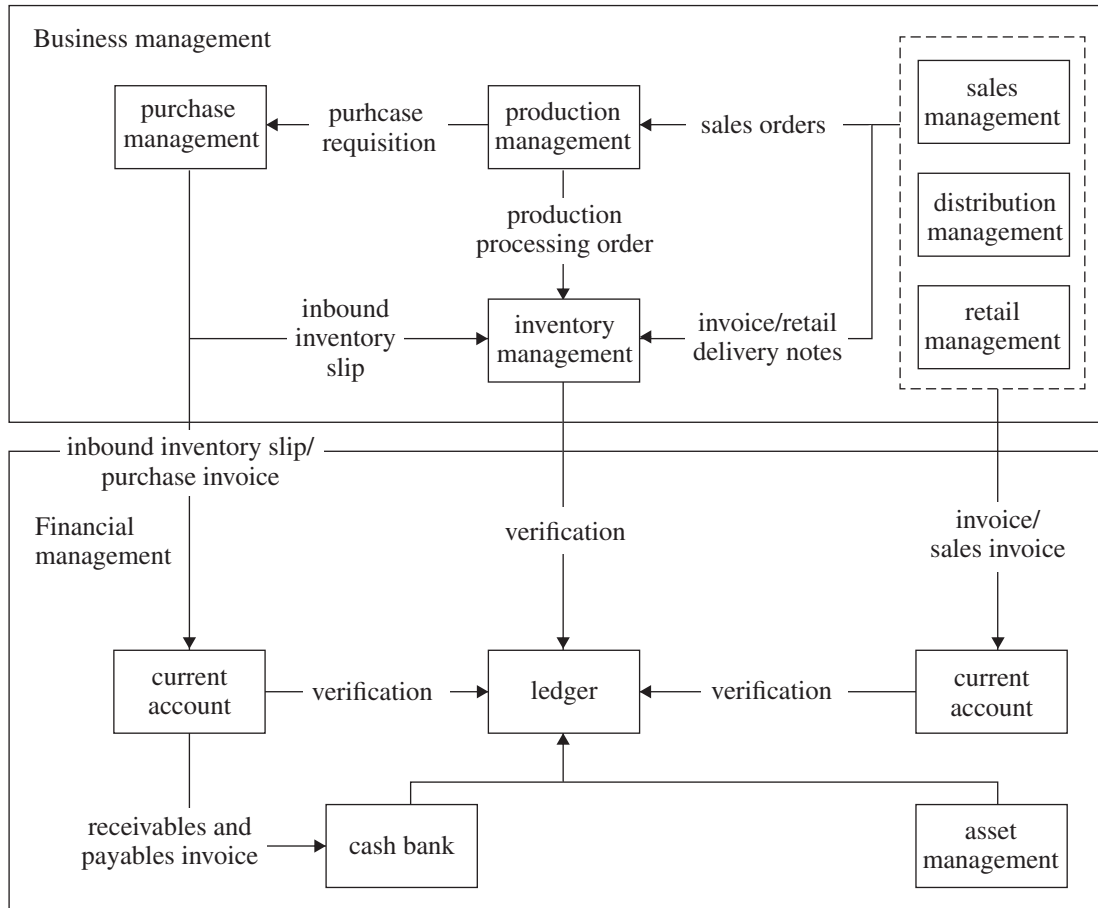 Business management
purchase
management
purhcase
requisition
production
management
sales orders
sales
management
distribution
management
retail
management
production
processing order
inbound
inventory
slip
inventory
management
invoice/retail
delivery notes
inbound inventory slip/
purchase invoice
Financial
management
verification
invoice/
sales invoice
current
account
verification
ledger
verification
current
account
receivables and
payables invoice
cash bank
asset
management